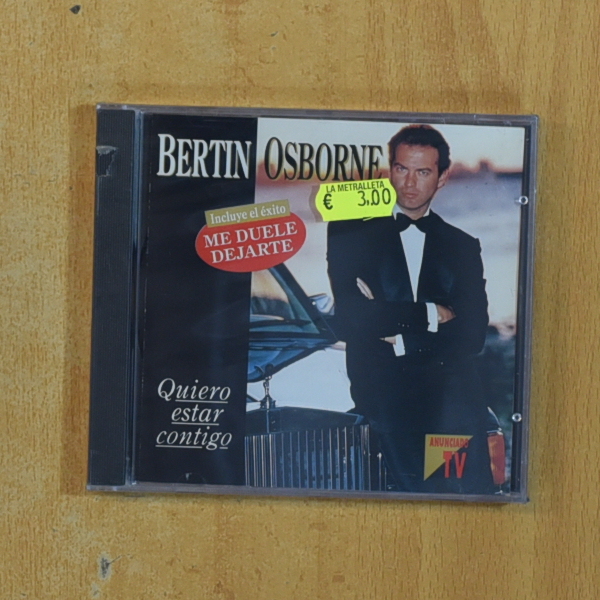 BERTIN OSBORNE
LA METRALLETA
€ 3,00
Incluye el éxito
ME DUELE
DEJARTE
Quiero
estar
contigo
ANUNCIADO
TV